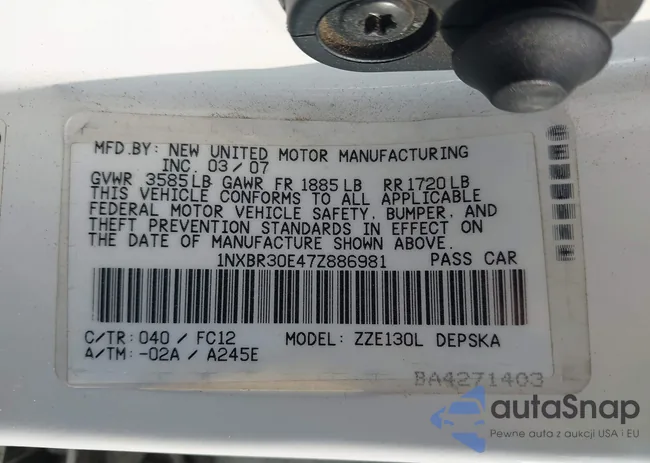 MFD.BY: NEW UNITED MOTOR MANUFACTURING
INC. 03/07
GVWR 3585LB GAWR FR 1885LB RR1720LB
THIS VEHICLE CONFORMS TO ALL APPLICABLE
FEDERAL MOTOR VEHICLE SAFETY, BUMPER, AND
THEFT PREVENTION STANDARDS IN EFFECT ON
THE DATE OF MANUFACTURE SHOWN ABOVE.
1NXBR30E47Z886981 PASS CAR
C/TR: 040 / FC12 MODEL: ZZE130L DEPSKA
A/TM: -02A / A245E
BA4271403
autaSnap
Pewne auta z aukcji USA i EU